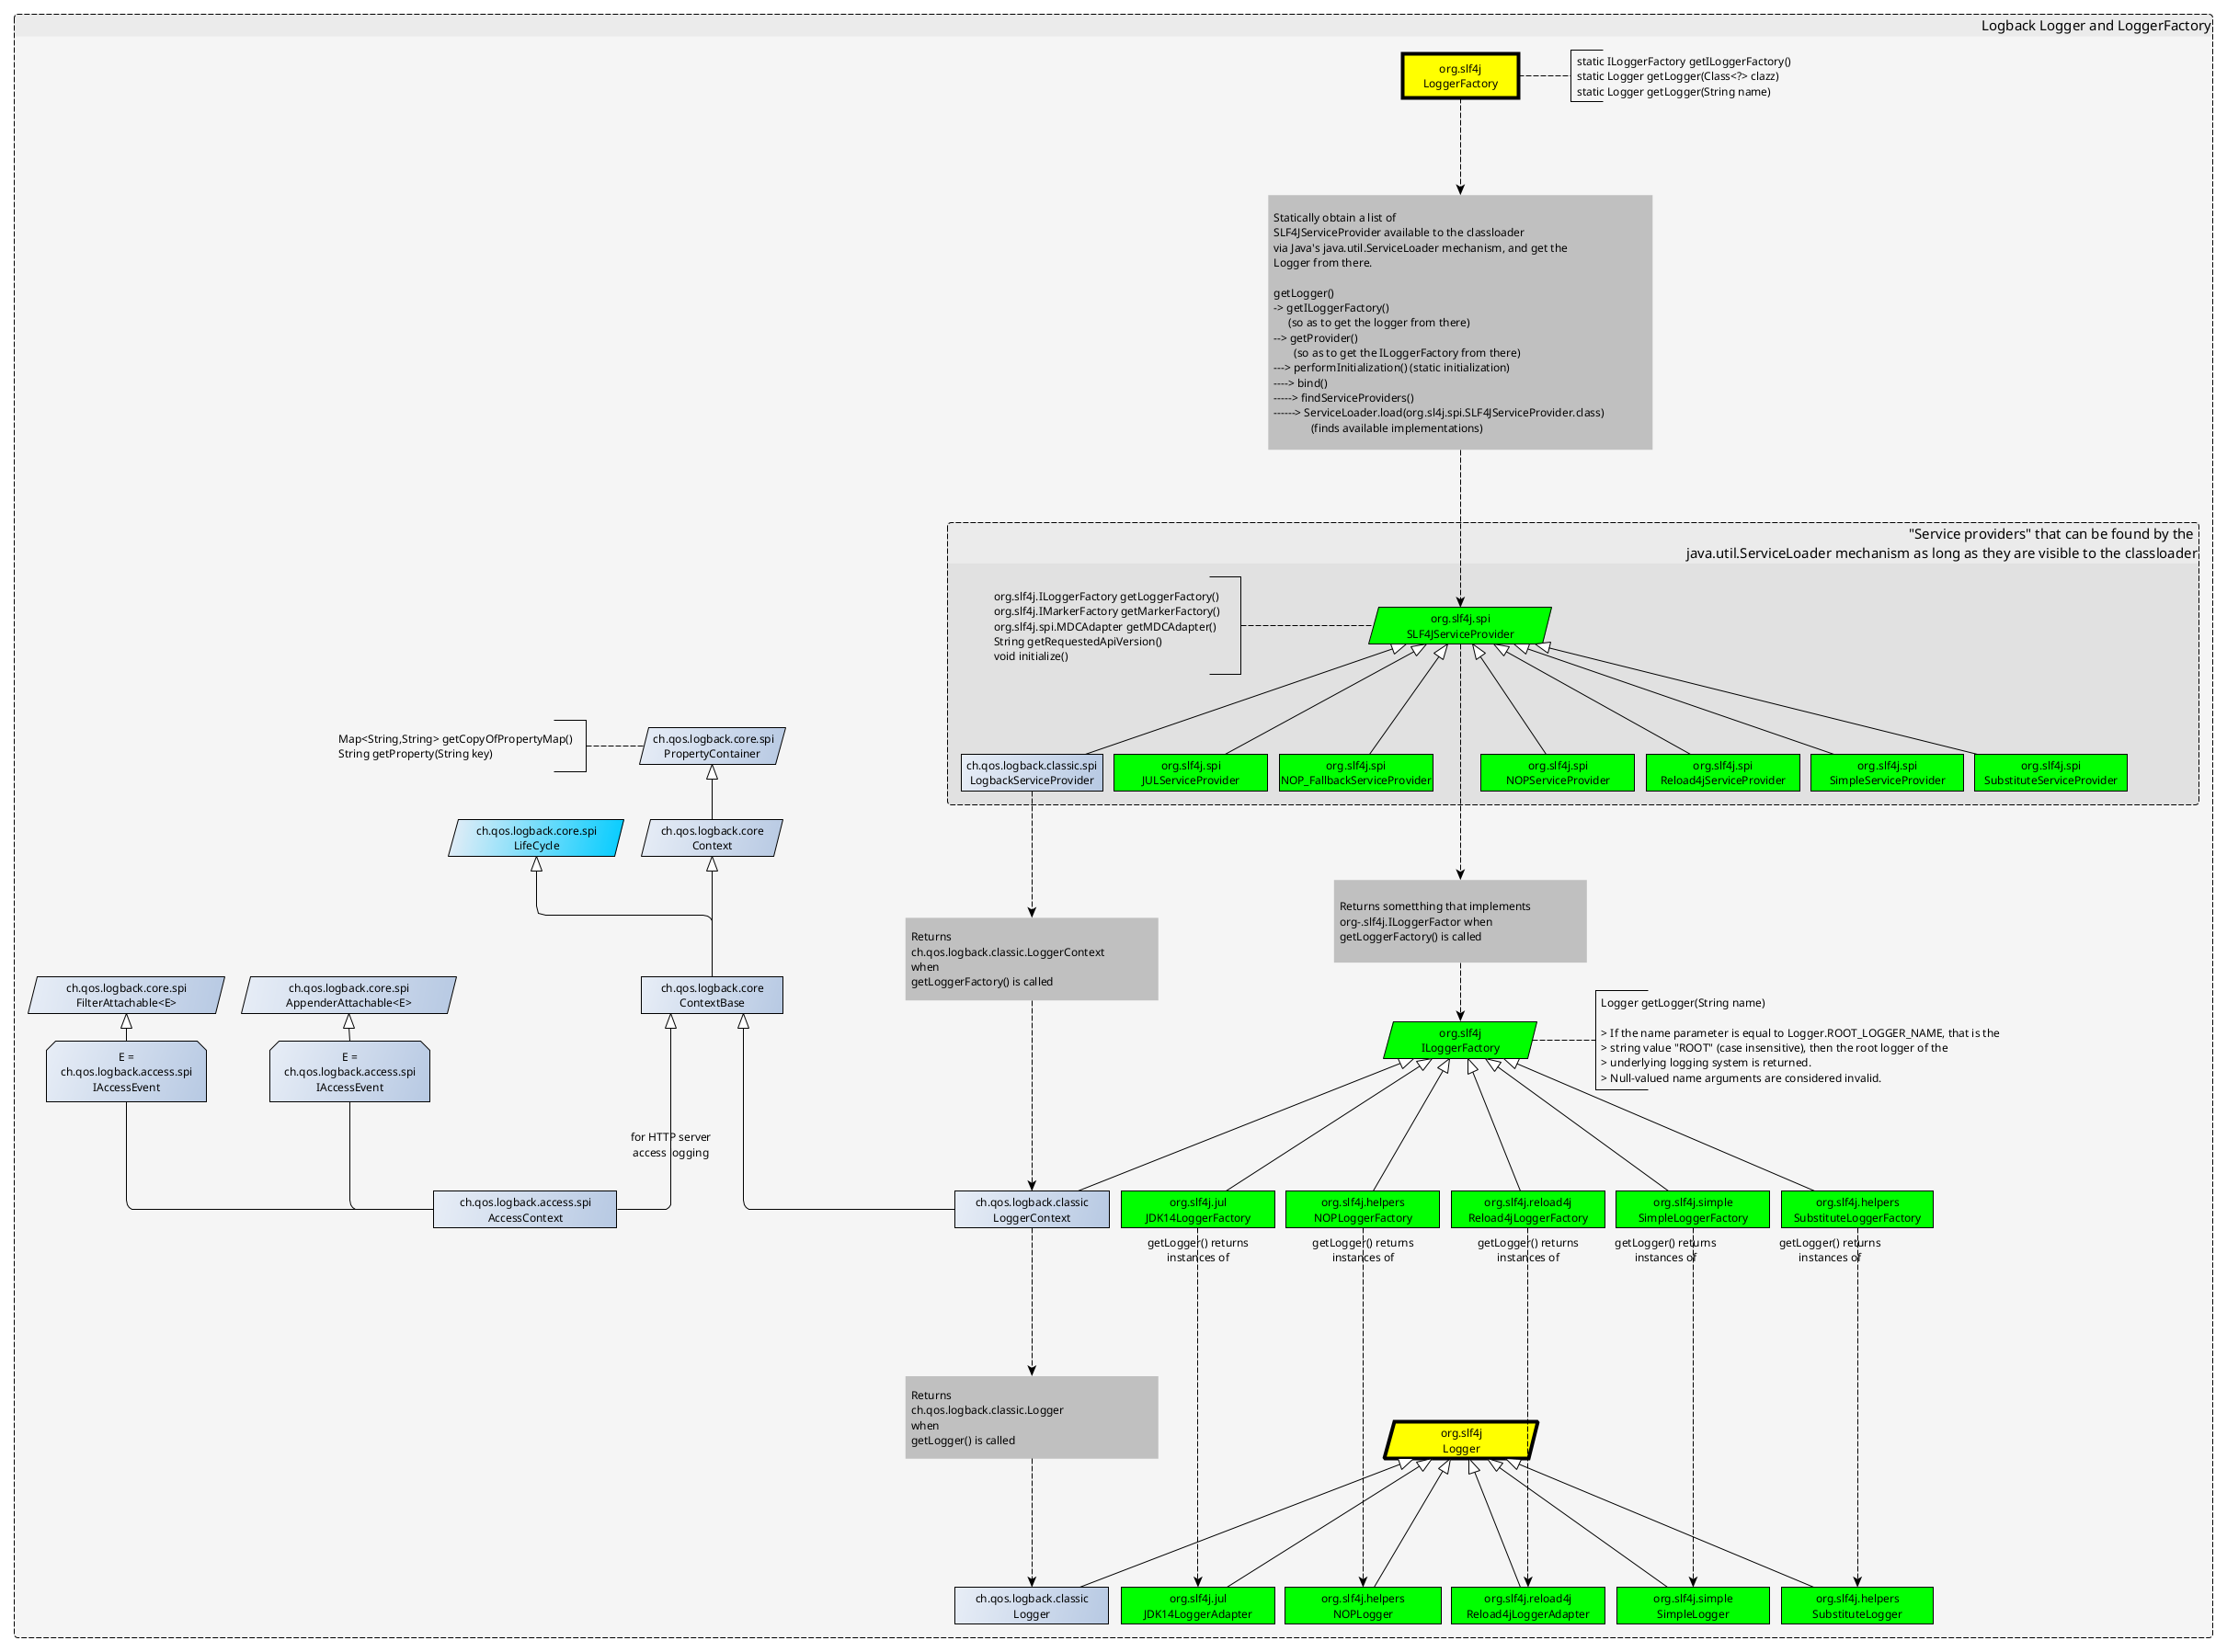 Logback Logger and LoggerFactory
org.slf4j
LoggerFactory
static ILoggerFactory getILoggerFactory()
static Logger getLogger(Class<?> clazz)
static Logger getLogger(String name)
Statically obtain a list of
SLF4JServiceProvider available to the classloader
via Java's java.util.ServiceLoader mechanism, and get the
Logger from there.
getLogger()
-> getILoggerFactory()
(so as to get the logger from there)
--> getProvider()
(so as to get the ILoggerFactory from there)
---> performInitialization() (static initialization)
----> bind()
-----> findServiceProviders()
------> ServiceLoader.load(org.sl4j.spi.SLF4JServiceProvider.class)
(finds available implementations)
"Service providers" that can be found by the
java.util.ServiceLoader mechanism as long as they are visible to the classloader
org.slf4j.ILoggerFactory getLoggerFactory()
org.slf4j.IMarkerFactory getMarkerFactory()
org.slf4j.spi.MDCAdapter getMDCAdapter()
String getRequestedApiVersion()
void initialize()
org.slf4j.spi
SLF4JServiceProvider
ch.qos.logback.classic.spi
LogbackServiceProvider
org.slf4j.spi
JULServiceProvider
org.slf4j.spi
NOP_FallbackServiceProvider
org.slf4j.spi
NOPServiceProvider
org.slf4j.spi
Reload4jServiceProvider
org.slf4j.spi
SimpleServiceProvider
org.slf4j.spi
SubstituteServiceProvider
Map<String,String> getCopyOfPropertyMap()
String getProperty(String key)
ch.qos.logback.core.spi
PropertyContainer
ch.qos.logback.core.spi
LifeCycle
ch.qos.logback.core
Context
Returns
ch.qos.logback.classic.LoggerContext
when
getLoggerFactory() is called
Returns sometthing that implements
org-.slf4j.ILoggerFactor when
getLoggerFactory() is called
ch.qos.logback.core.spi
FilterAttachable<E>
ch.qos.logback.core.spi
AppenderAttachable<E>
ch.qos.logback.core
ContextBase
org.slf4j
ILoggerFactory
Logger getLogger(String name)
> If the name parameter is equal to Logger.ROOT_LOGGER_NAME, that is the
> string value "ROOT" (case insensitive), then the root logger of the
> underlying logging system is returned.
> Null-valued name arguments are considered invalid.
E =
ch.qos.logback.access.spi
IAccessEvent
E =
ch.qos.logback.access.spi
IAccessEvent
for HTTP server
access logging
ch.qos.logback.access.spi
AccessContext
ch.qos.logback.classic
LoggerContext
org.slf4j.jul
JDK14LoggerFactory
org.slf4j.helpers
NOPLoggerFactory
org.slf4j.reload4j
Reload4jLoggerFactory
org.slf4j.simple
SimpleLoggerFactory
org.slf4j.helpers
SubstituteLoggerFactory
getLogger() returns
instances of
getLogger() returns
instances of
getLogger() returns
instances of
getLogger() returns
instances of
getLogger() returns
instances of
Returns
ch.qos.logback.classic.Logger
when
getLogger() is called
org.slf4j
Logger
ch.qos.logback.classic
Logger
org.slf4j.jul
JDK14LoggerAdapter
org.slf4j.helpers
NOPLogger
org.slf4j.reload4j
Reload4jLoggerAdapter
org.slf4j.simple
SimpleLogger
org.slf4j.helpers
SubstituteLogger